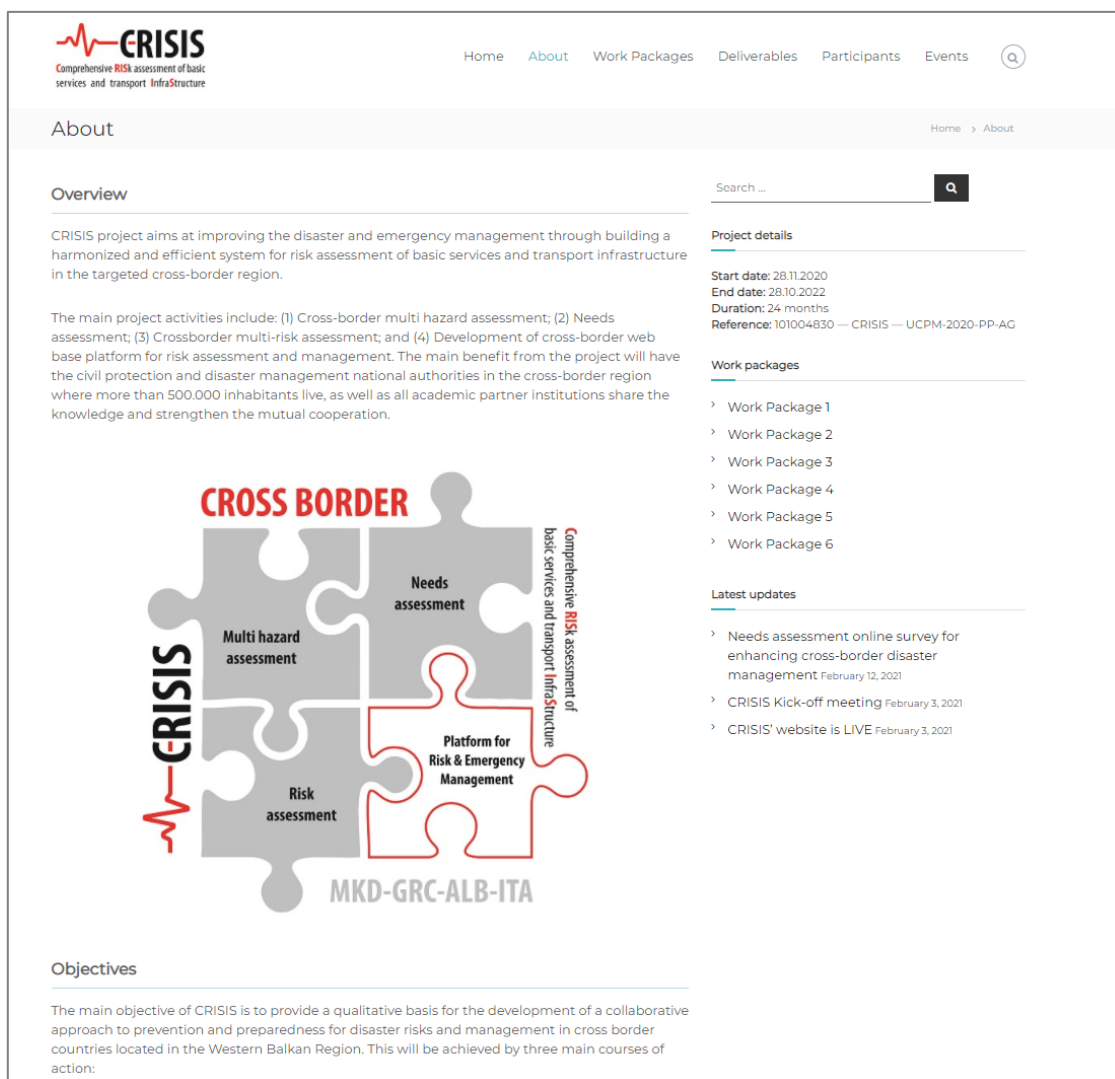 CRISIS
Comprehensive RISk assessment of basic
services and transport InfraStructure
Home About Work Packages Deliverables Participants Events
About
Home > About
Overview
CRISIS project aims at improving the disaster and emergency management through building a
harmonized and efficient system for risk assessment of basic services and transport infrastructure
in the targeted cross-border region.
The main project activities include: (1) Cross-border multi hazard assessment; (2) Needs
assessment; (3) Crossborder multi-risk assessment; and (4) Development of cross-border web
base platform for risk assessment and management. The main benefit from the project will have
the civil protection and disaster management national authorities in the cross-border region
where more than 500.000 inhabitants live, as well as all academic partner institutions share the
knowledge and strengthen the mutual cooperation.
CROSS BORDER
Needs
assessment
Multi hazard
assessment
Platform for
Risk & Emergency
Management
Risk
assessment
CRISIS
Comprehensive RISk assessment of
basic services and transport InfraStructure
MKD-GRC-ALB-ITA
Objectives
The main objective of CRISIS is to provide a qualitative basis for the development of a collaborative
approach to prevention and preparedness for disaster risks and management in cross border
countries located in the Western Balkan Region. This will be achieved by three main courses of
action:
Search ...
Project details
Start date: 28.11.2020
End date: 28.10.2022
Duration: 24 months
Reference: 101004830 — CRISIS — UCPM-2020-PP-AG
Work packages
Work Package 1
Work Package 2
Work Package 3
Work Package 4
Work Package 5
Work Package 6
Latest updates
Needs assessment online survey for
enhancing cross-border disaster
management February 12, 2021
CRISIS Kick-off meeting February 3, 2021
CRISIS' website is LIVE February 3, 2021